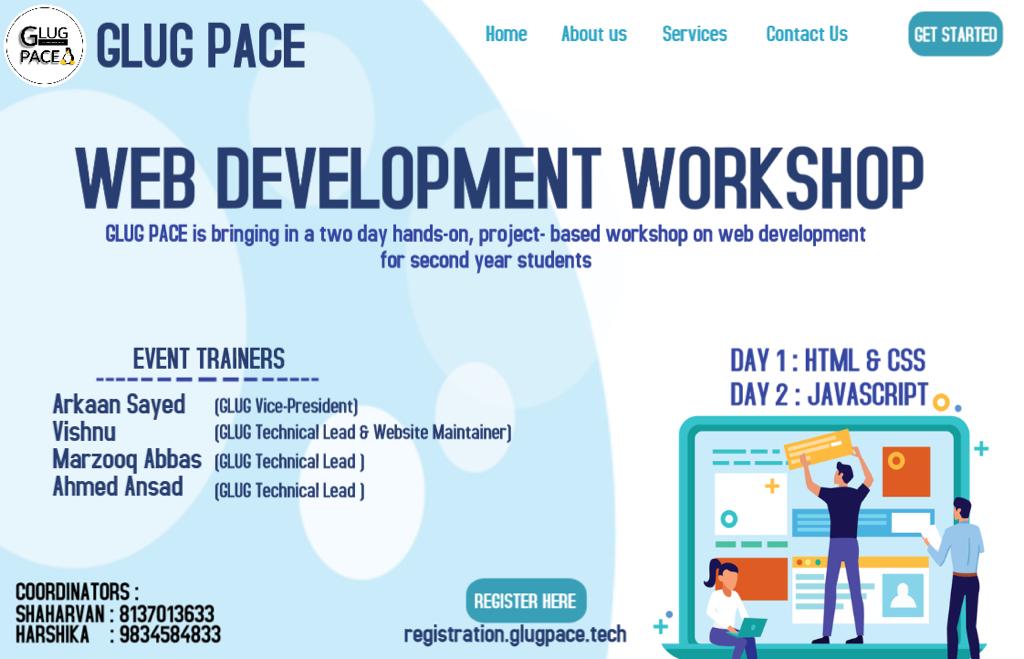 GLUG
PACE
GLUG PACE
Home
About us
Services
Contact Us
GET STARTED
WEB DEVELOPMENT WORKSHOP
GLUG PACE is bringing in a two day hands-on, project- based workshop on web development
for second year students
EVENT TRAINERS
Arkaan Sayed (GLUG Vice-President)
Vishnu (GLUG Technical Lead & Website Maintainer)
Marzooq Abbas (GLUG Technical Lead )
Ahmed Ansad (GLUG Technical Lead )
DAY 1 : HTML & CSS
DAY 2 : JAVASCRIPT
COORDINATORS :
SHAHARVAN : 8137013633
HARSHIKA : 9834584833
REGISTER HERE
registration.glugpace.tech